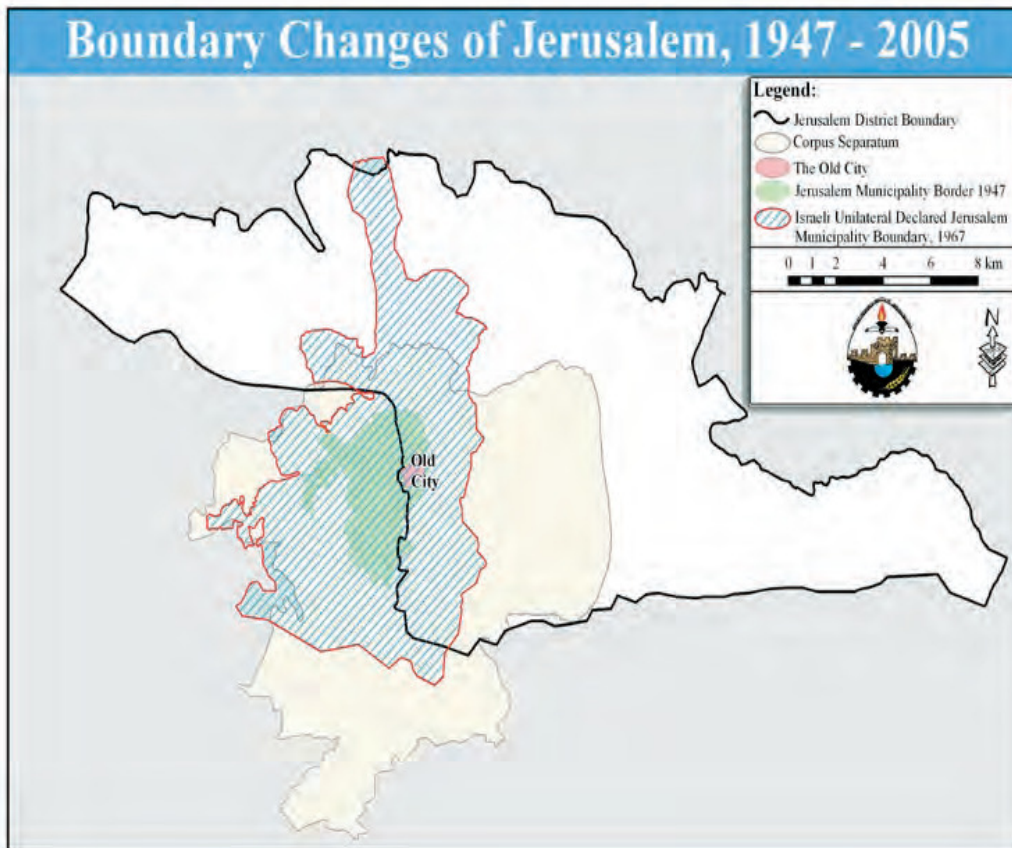 Boundary Changes of Jerusalem, 1947 - 2005
Legend:
Jerusalem District Boundary
Corpus Separatum
The Old City
Jerusalem Municipality Border 1947
Israeli Unilateral Declared Jerusalem
Municipality Boundary, 1967
0 1 2 4 6 8 km
N
Old
City